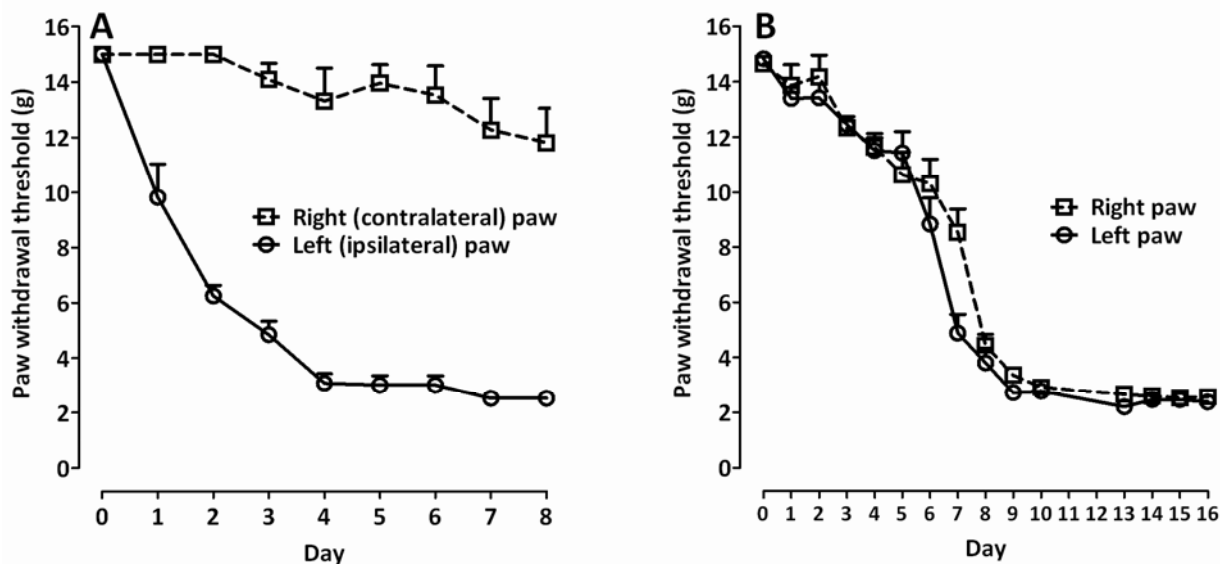 A
Paw withdrawal threshold (g)
16
14
12
10
8
6
4
2
0
Right (contralateral) paw
Left (ipsilateral) paw
0 1 2 3 4 5 6 7 8
Day
B
Paw withdrawal threshold (g)
16
14
12
10
8
6
4
2
0
Right paw
Left paw
0 1 2 3 4 5 6 7 8 9 10 11 12 13 14 15 16
Day